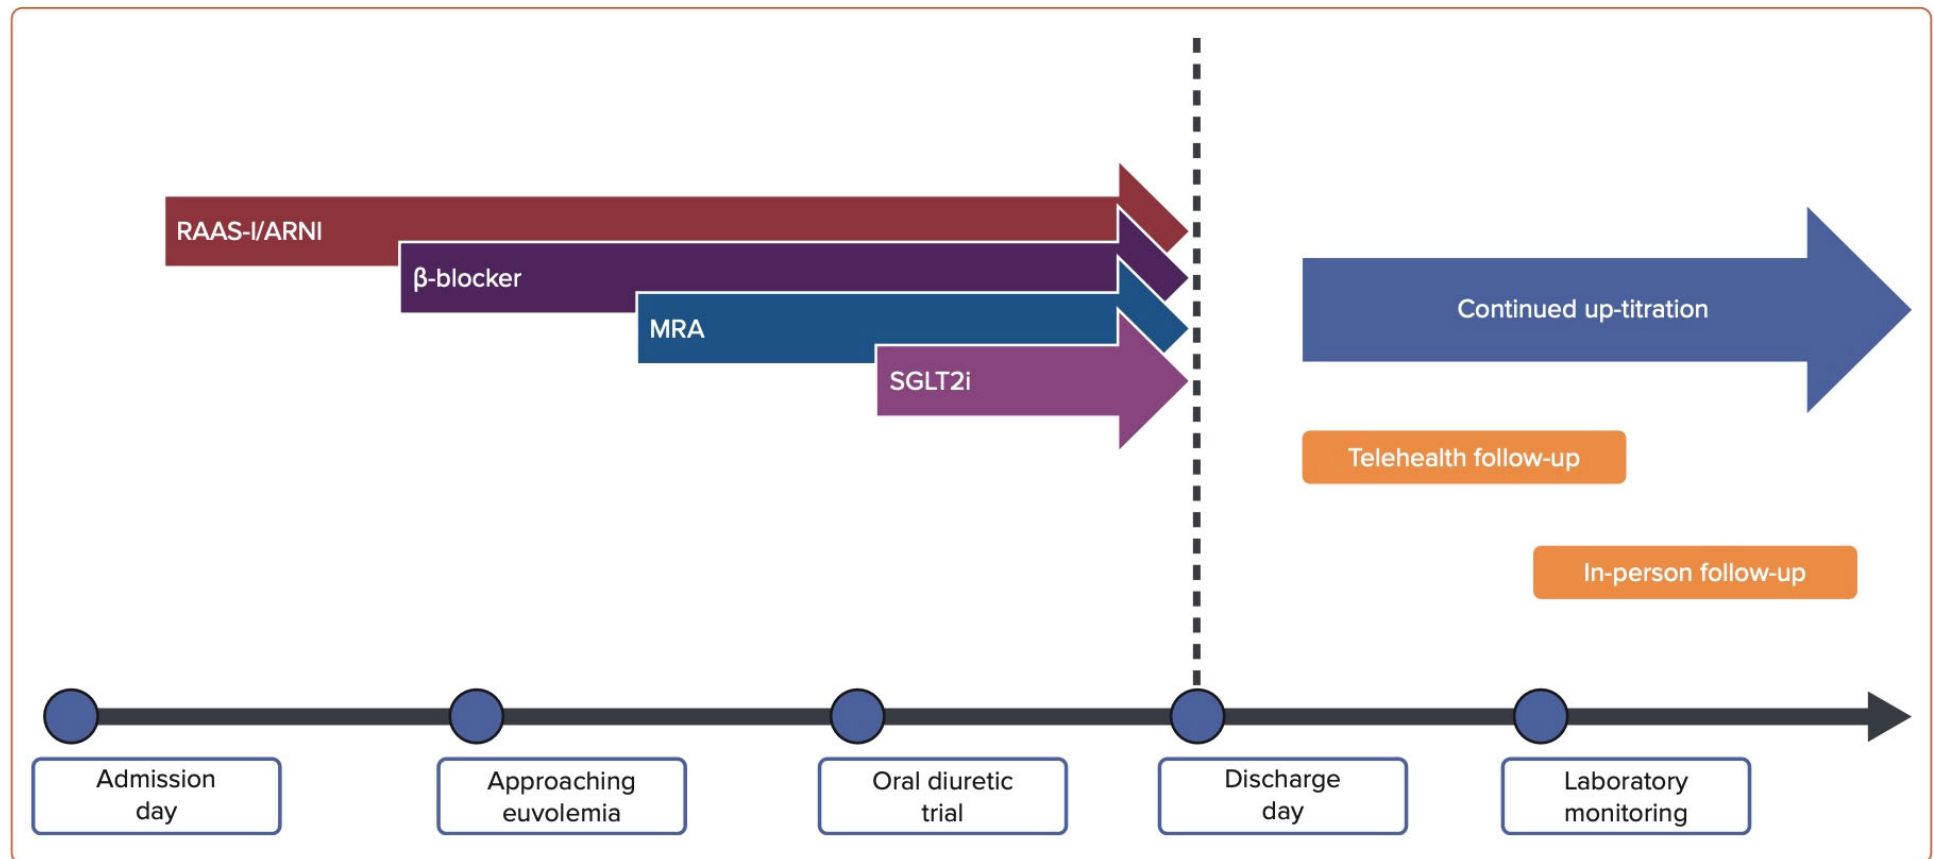 RAAS-I/ARNI
β-blocker
MRA
SGLT2i
Continued up-titration
Telehealth follow-up
In-person follow-up
Admission
day
Approaching
euvolemia
Oral diuretic
trial
Discharge
day
Laboratory
monitoring